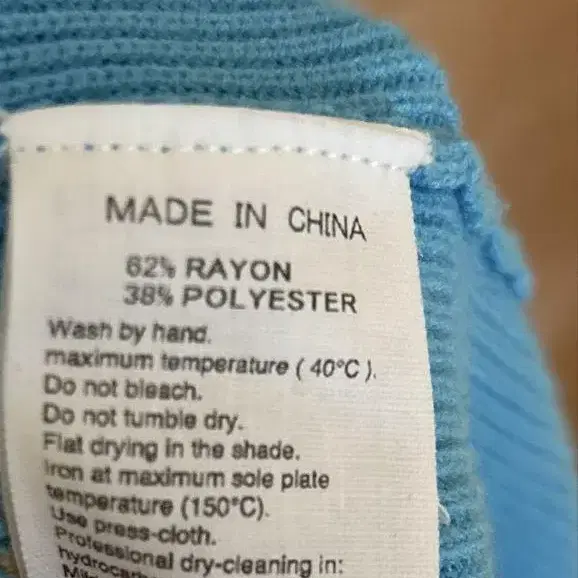 MADE IN CHINA
62% RAYON
38% POLYESTER
Wash by hand.
maximum temperature ( 40°C ).
Do not bleach.
Do not tumble dry.
Flat drying in the shade.
Iron at maximum sole plate
temperature (150°C).
Use press-cloth.
Professional dry-cleaning in: